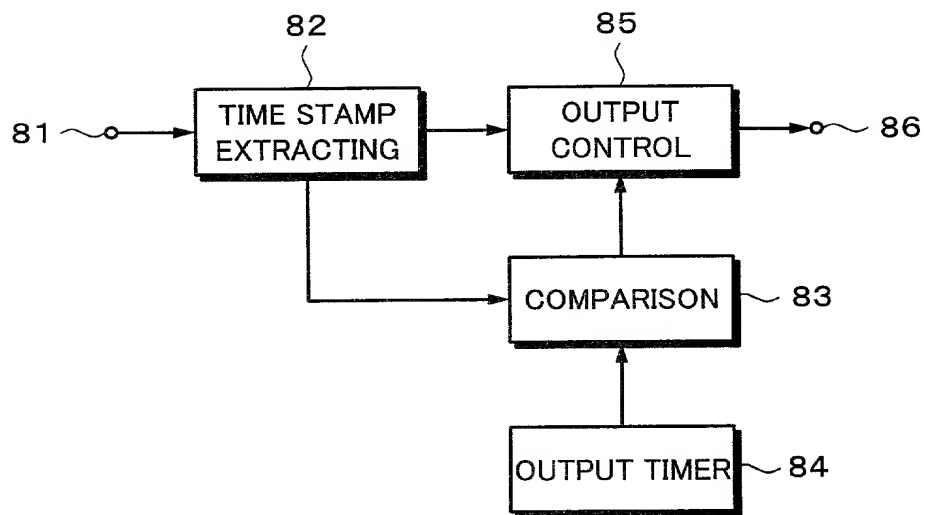 82
85
81
TIME STAMP
EXTRACTING
OUTPUT
CONTROL
86
COMPARISON
83
OUTPUT TIMER
84